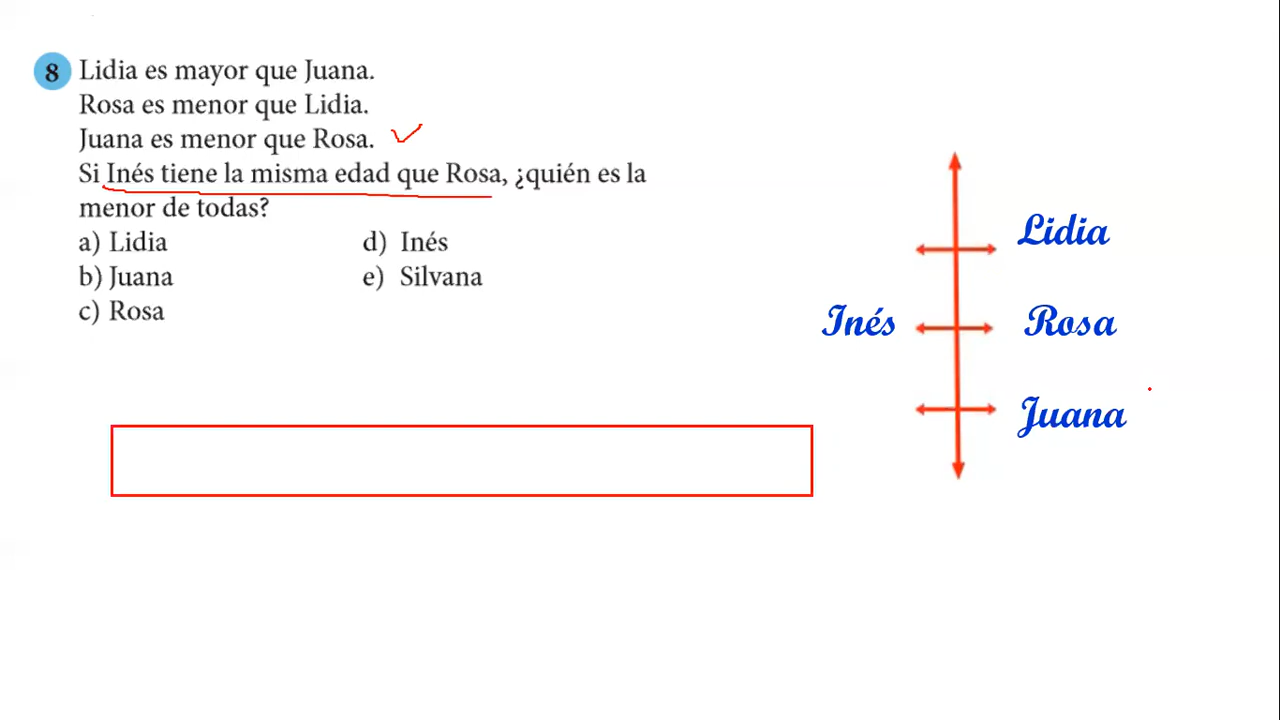 8 Lidia es mayor que Juana.
Rosa es menor que Lidia.
Juana es menor que Rosa.
Si Inés tiene la misma edad que Rosa, ¿quién es la
menor de todas?
a) Lidia
b) Juana
c) Rosa
d) Inés
e) Silvana
Lidia
Inés
Rosa
Juana